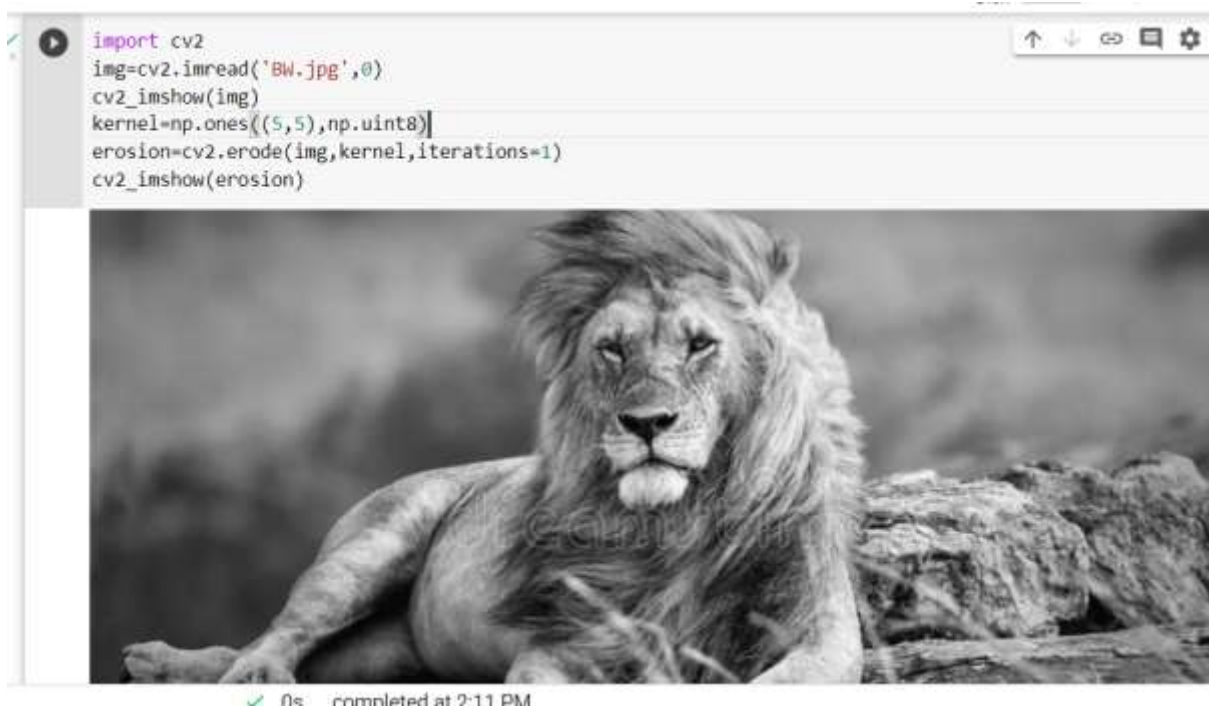 import cv2
img=cv2.imread('BW.jpg',0)
cv2_imshow(img)
kernel=np.ones((5,5),np.uint8)
erosion=cv2.erode(img,kernel,iterations=1)
cv2_imshow(erosion)
dreamstime
0s completed at 2:11 PM